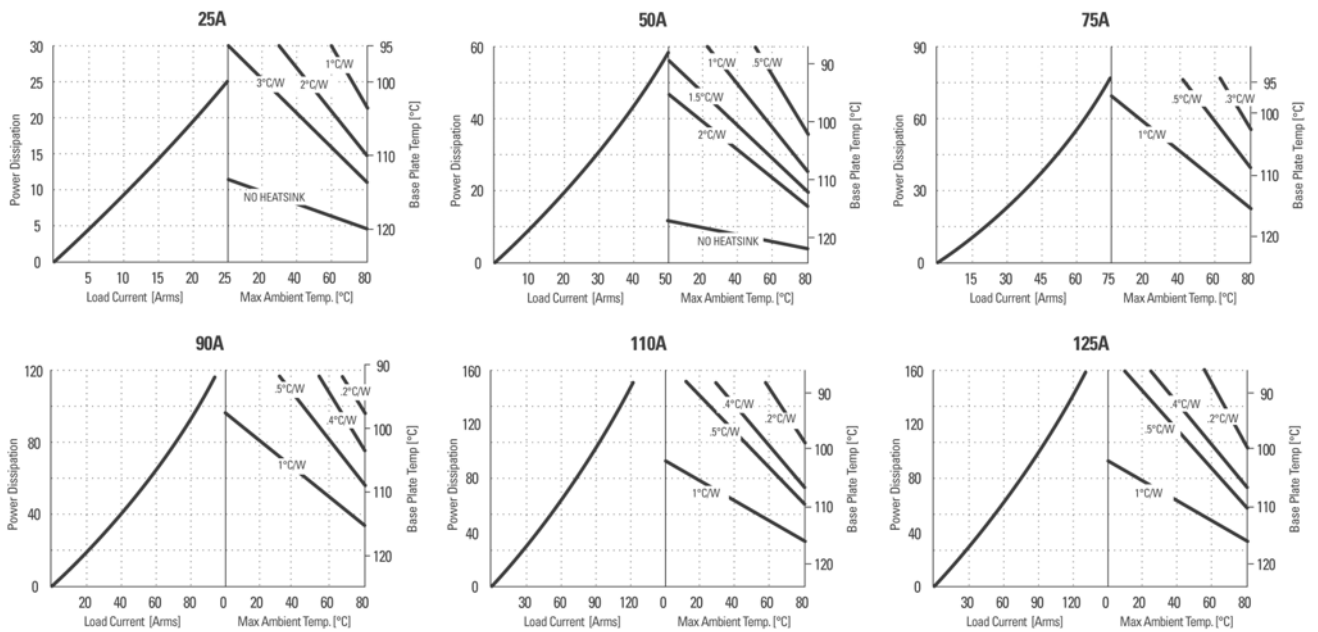 25A
30
25
20
15
10
5
0
Power Dissipation
5 10 15 20 25 20 40 60 80
Load Current [Arms] Max Ambient Temp. [°C]
3°C/W
2°C/W
1°C/W
NO HEATSINK
95
100
110
120
Base Plate Temp [°C]
50A
60
40
20
0
Power Dissipation
10 20 30 40 50 20 40 60 80
Load Current [Arms] Max Ambient Temp. [°C]
1°C/W
.5°C/W
1.5°C/W
2°C/W
NO HEATSINK
90
100
110
120
Base Plate Temp [°C]
75A
90
60
30
0
Power Dissipation
15 30 45 60 75 20 40 60 80
Load Current [Arms] Max Ambient Temp. [°C]
.5°C/W
.3°C/W
1°C/W
95
100
110
120
Base Plate Temp [°C]
90A
120
80
40
0
Power Dissipation
20 40 60 80 0 20 40 60 80
Load Current [Arms] Max Ambient Temp. [°C]
.5°C/W
.2°C/W
.4°C/W
1°C/W
90
100
110
120
Base Plate Temp [°C]
110A
160
120
80
40
0
Power Dissipation
30 60 90 120 0 20 40 60 80
Load Current [Arms] Max Ambient Temp. [°C]
.4°C/W
.2°C/W
.5°C/W
1°C/W
90
100
110
120
Base Plate Temp [°C]
125A
160
120
80
40
0
Power Dissipation
30 60 90 120 0 20 40 60 80
Load Current [Arms] Max Ambient Temp. [°C]
.4°C/W
.2°C/W
.5°C/W
1°C/W
90
100
110
120
Base Plate Temp [°C]